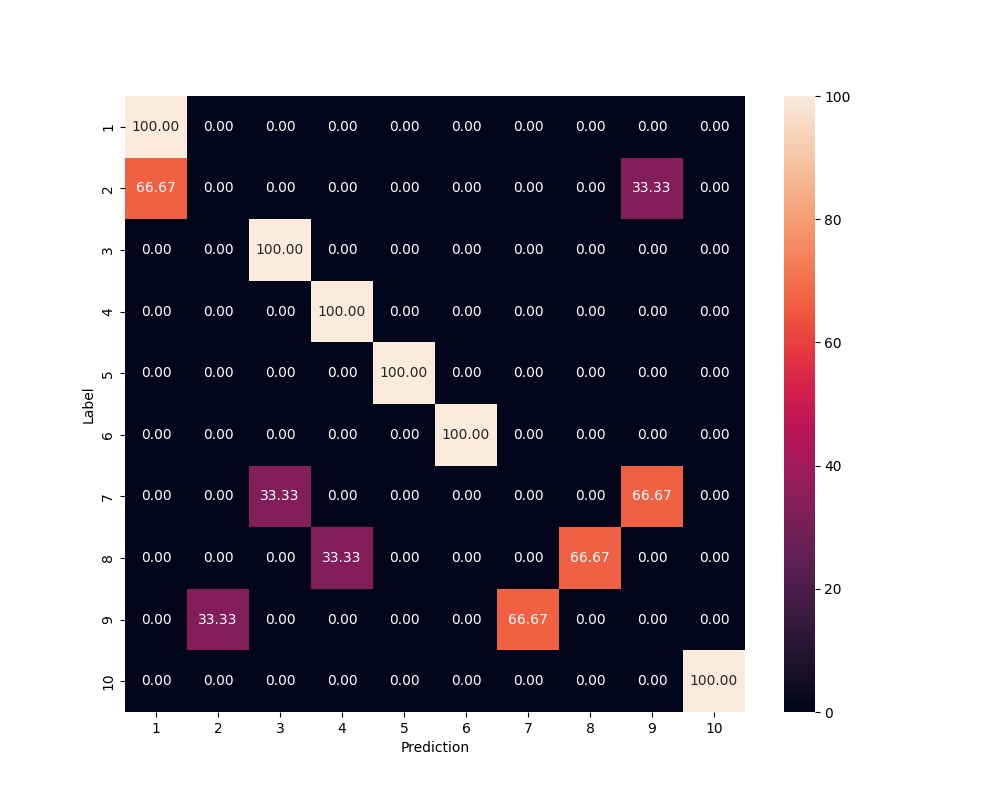 1 100.00 0.00 0.00 0.00 0.00 0.00 0.00 0.00 0.00 0.00
2 66.67 0.00 0.00 0.00 0.00 0.00 0.00 0.00 33.33 0.00
3 0.00 0.00 100.00 0.00 0.00 0.00 0.00 0.00 0.00 0.00
4 0.00 0.00 0.00 100.00 0.00 0.00 0.00 0.00 0.00 0.00
5 0.00 0.00 0.00 0.00 100.00 0.00 0.00 0.00 0.00 0.00
6 0.00 0.00 0.00 0.00 0.00 100.00 0.00 0.00 0.00 0.00
7 0.00 0.00 33.33 0.00 0.00 0.00 0.00 0.00 66.67 0.00
8 0.00 0.00 0.00 33.33 0.00 0.00 0.00 66.67 0.00 0.00
9 0.00 33.33 0.00 0.00 0.00 0.00 66.67 0.00 0.00 0.00
10 0.00 0.00 0.00 0.00 0.00 0.00 0.00 0.00 0.00 100.00
1 2 3 4 5 6 7 8 9 10
Prediction
Label
100
80
60
40
20
0